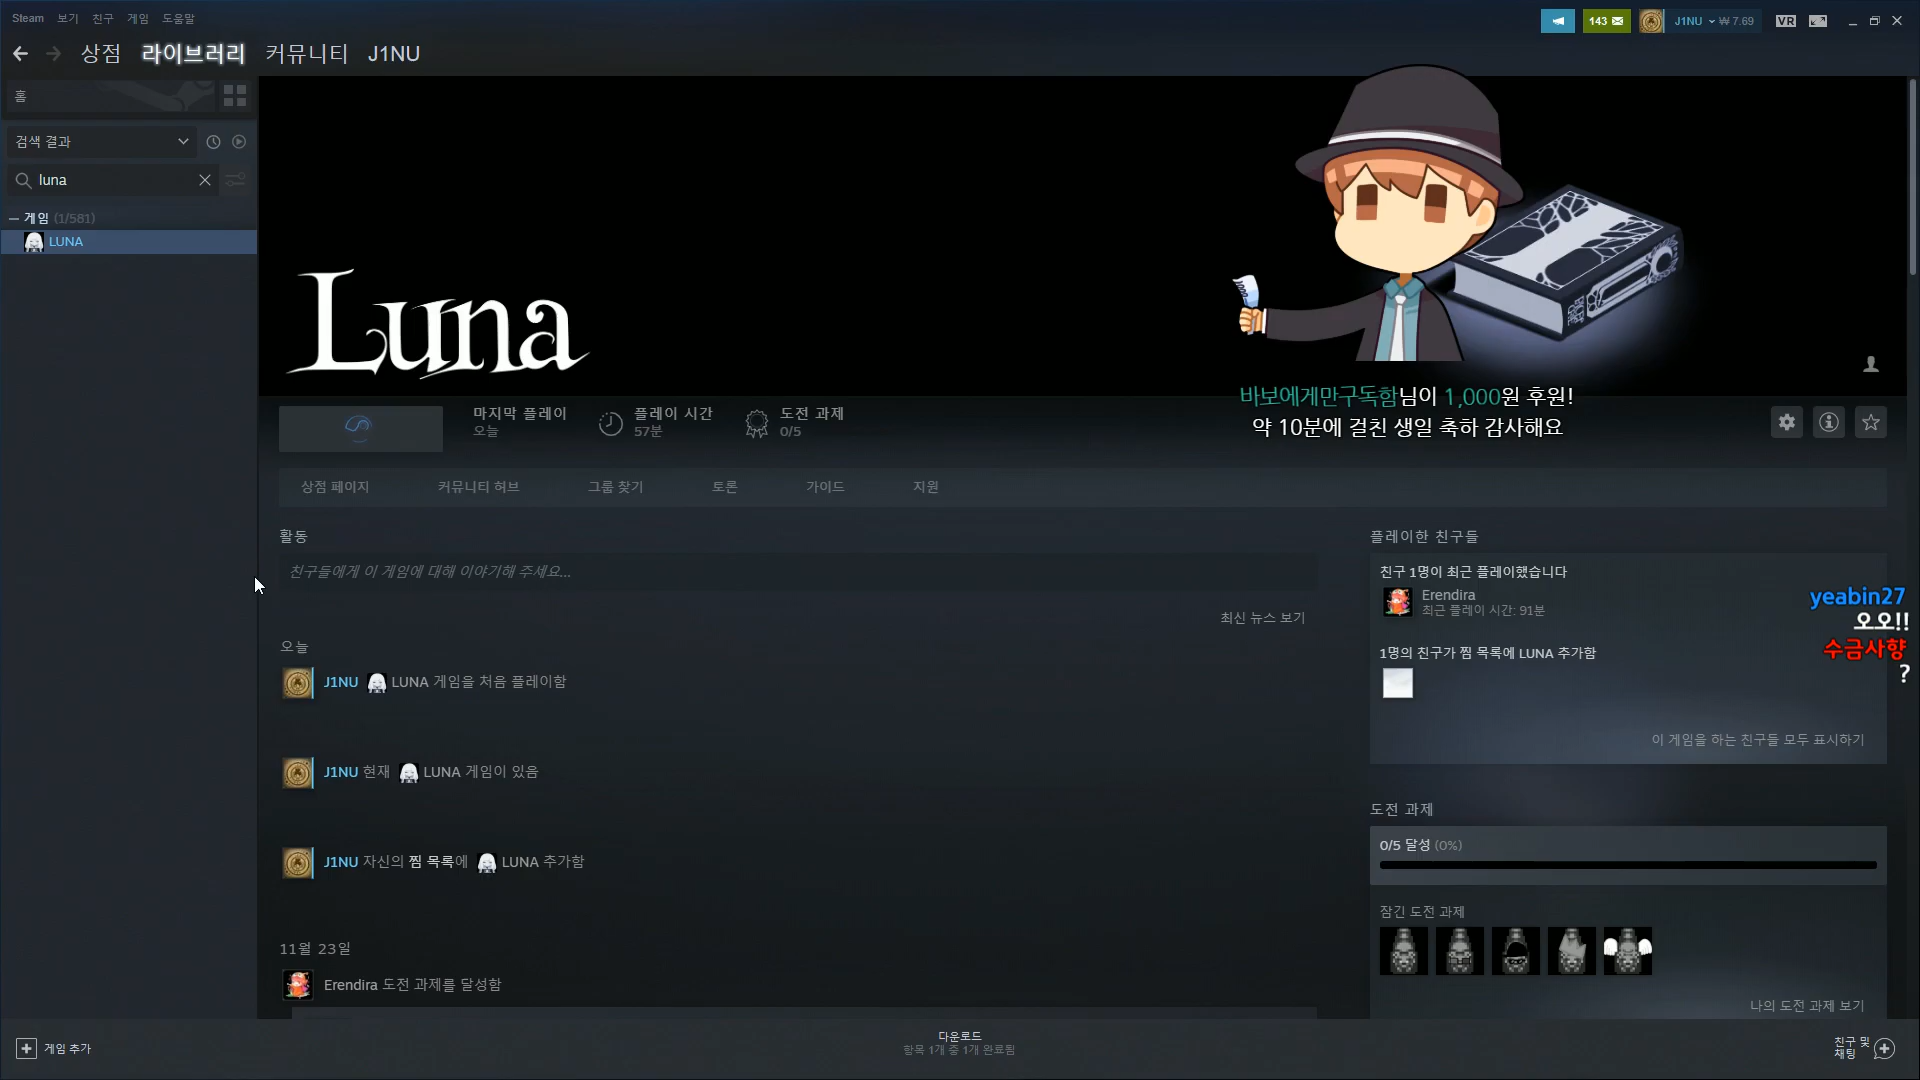 Steam 보기 친구 게임 도움말
143
J1NU ₩ 7.69
VR
상점 라이브러리 커뮤니티 J1NU
홈
검색 결과
luna
게임 (1/581)
LUNA
Luna
바보에게만구독함님이 1,000원 후원!
약 10분에 걸친 생일 축하 감사해요
마지막 플레이
오늘
플레이 시간
57분
도전 과제
0/5
상점 페이지 커뮤니티 허브 그룹 찾기 토론 가이드 지원
활동
친구들에게 이 게임에 대해 이야기해 주세요...
최신 뉴스 보기
오늘
J1NU LUNA 게임을 처음 플레이함
J1NU 현재 LUNA 게임이 있음
J1NU 자신의 찜 목록에 LUNA 추가함
11월 23일
Erendira 도전 과제를 달성함
플레이한 친구들
친구 1명이 최근 플레이했습니다
Erendira
최근 플레이 시간: 91분
1명의 친구가 찜 목록에 LUNA 추가함
이 게임을 하는 친구들 모두 표시하기
yeabin27
오오!!
수금사향
?
도전 과제
0/5 달성 (0%)
잠긴 도전 과제
나의 도전 과제 보기
게임 추가
다운로드
항목 1개 중 1개 완료됨
친구 및
채팅